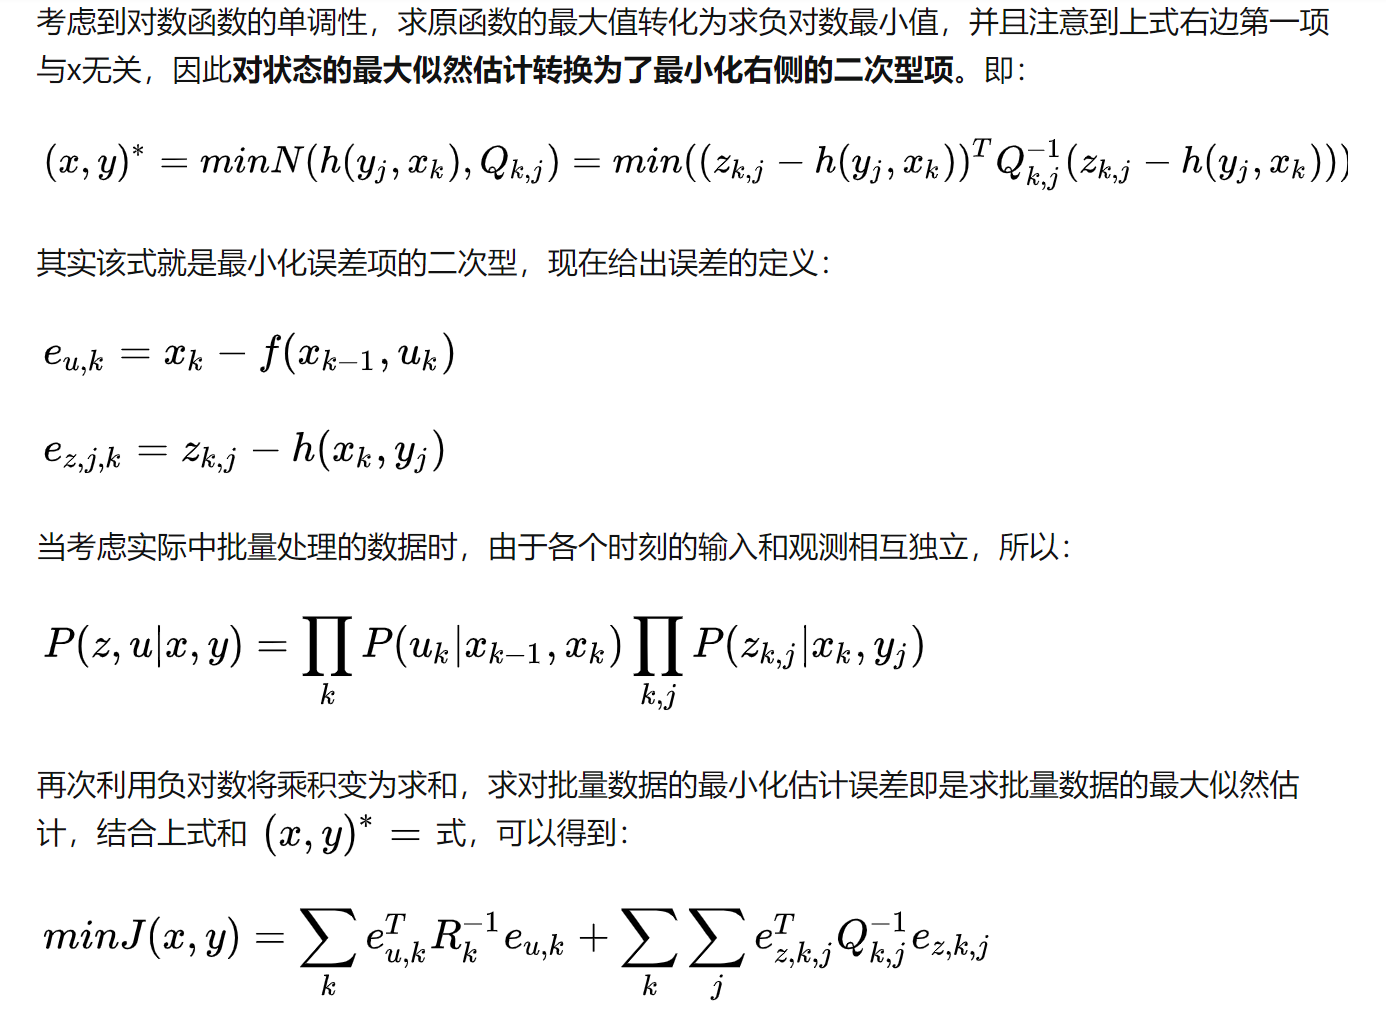 考虑到对数函数的单调性，求原函数的最大值转化为求负对数最小值，并且注意到上式右边第一项
与x无关，因此对状态的最大似然估计转换为了最小化右侧的二次型项。即：
$(x,y)^* = minN(h(y_j,x_k),Q_{k,j}) = min((z_{k,j}-h(y_j,x_k))^TQ_{k,j}^{-1}(z_{k,j}-h(y_j,x_k)))$
其实该式就是最小化误差项的二次型，现在给出误差的定义：
$e_{u,k} = x_k - f(x_{k-1},u_k)$
$e_{z,j,k} = z_{k,j} - h(x_k,y_j)$
当考虑实际中批量处理的数据时，由于各个时刻的输入和观测相互独立，所以：
$P(z,u|x,y) = \prod_k P(u_k|x_{k-1},x_k) \prod_{k,j} P(z_{k,j}|x_k,y_j)$
再次利用负对数将乘积变为求和，求对批量数据的最小化估计误差即是求批量数据的最大似然估
计，结合上式和 $(x,y)^* =$ 式，可以得到：
$minJ(x,y) = \sum_k e_{u,k}^T R_k^{-1} e_{u,k} + \sum_k \sum_j e_{z,k,j}^T Q_{k,j}^{-1} e_{z,k,j}$